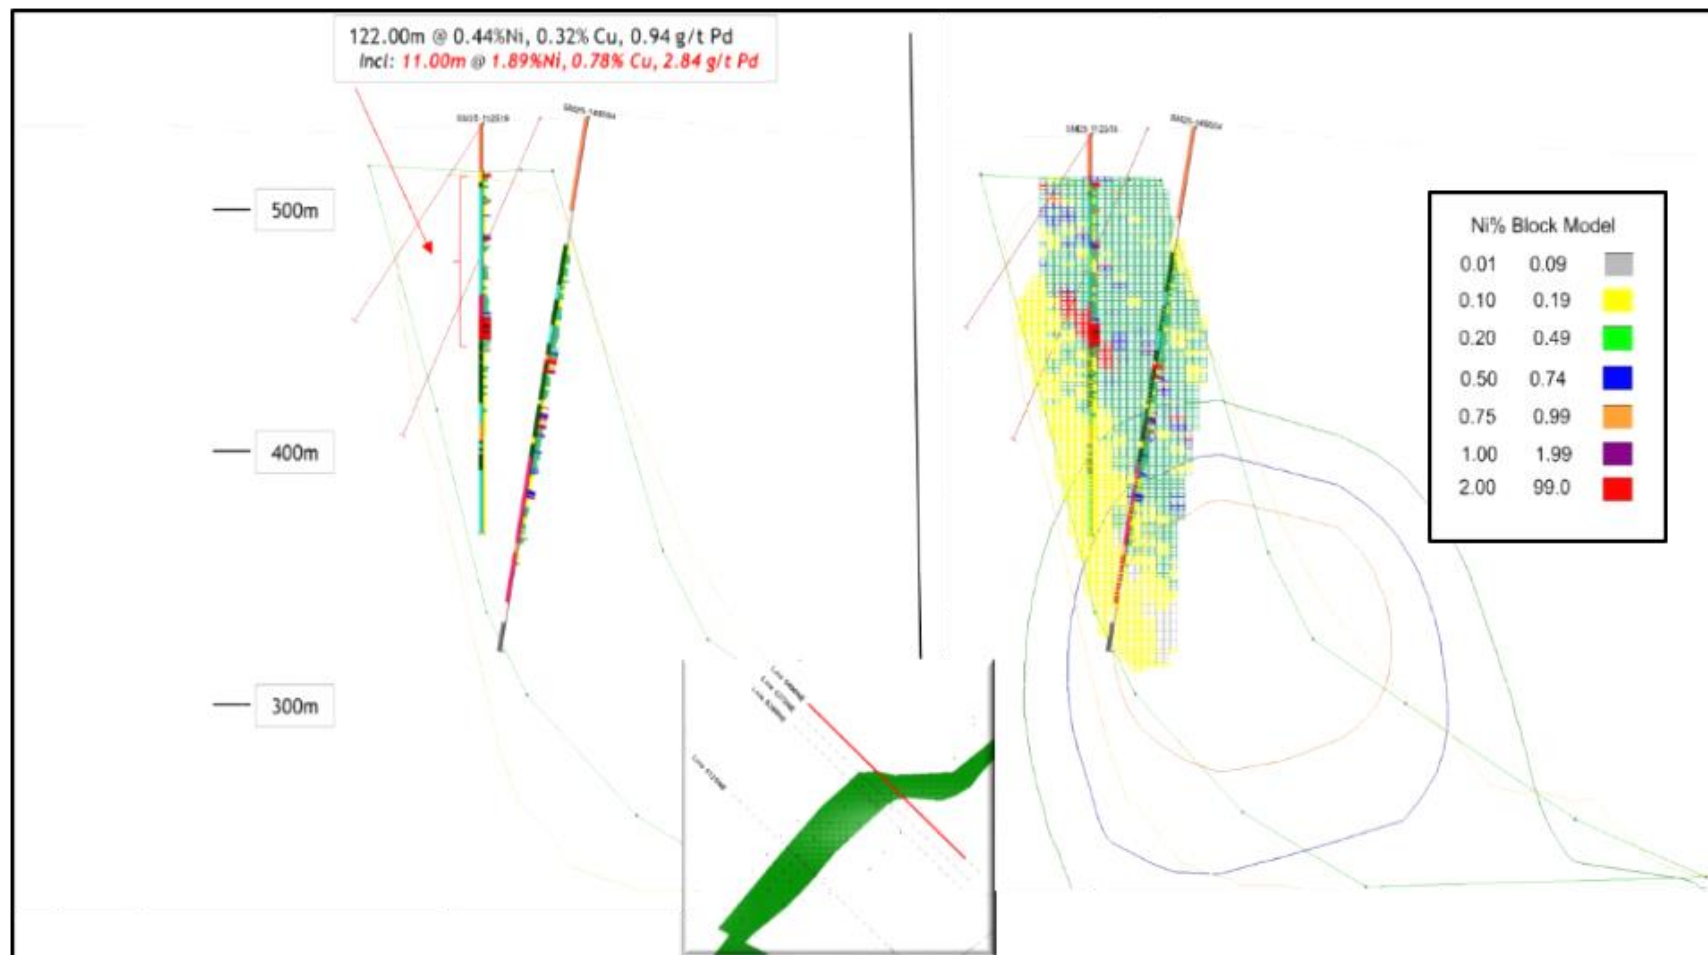 122.00m @ 0.44%Ni, 0.32% Cu, 0.94 g/t Pd
Incl: 11.00m @ 1.89%Ni, 0.78% Cu, 2.84 g/t Pd
500m
400m
300m
Ni% Block Model
0.01 0.09
0.10 0.19
0.20 0.49
0.50 0.74
0.75 0.99
1.00 1.99
2.00 99.0